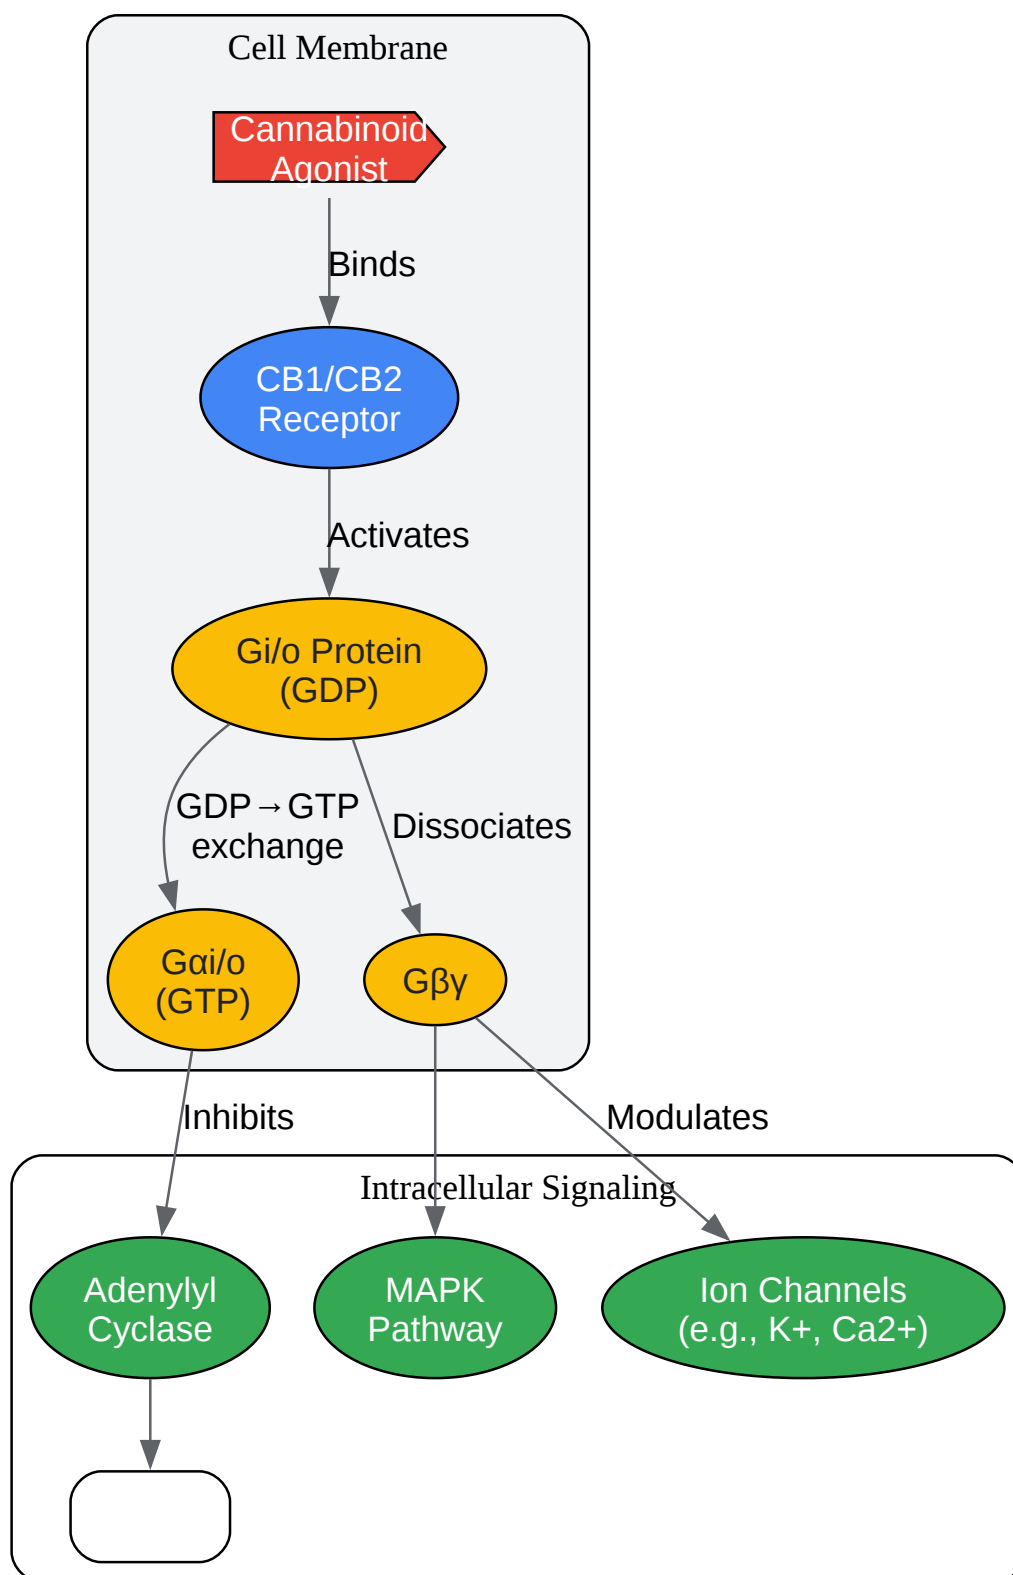 Cell Membrane
Cannabinoid
Agonist
Binds
CB1/CB2
Receptor
Activates
Gi/o Protein
(GDP)
GDP→GTP
exchange
Dissociates
Gαi/o
(GTP)
Gβγ
Inhibits
Modulates
Intracellular Signaling
Adenylyl
Cyclase
MAPK
Pathway
Ion Channels
(e.g., K+, Ca2+)